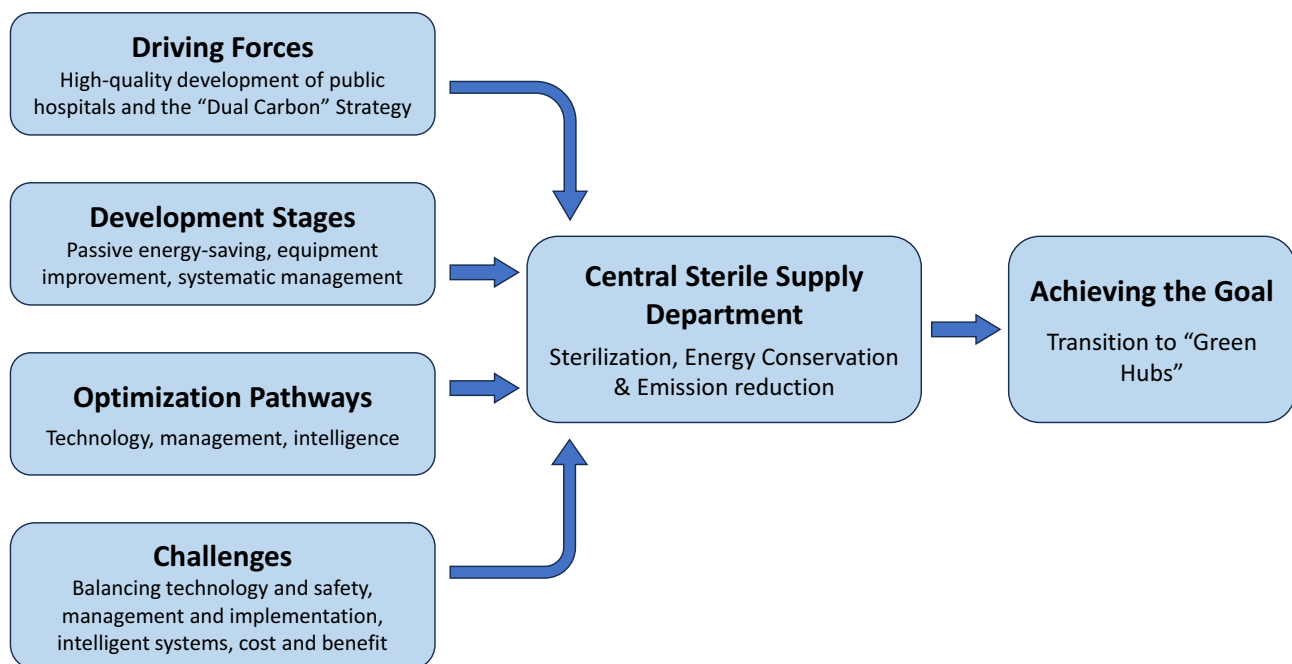 Driving Forces
High-quality development of public
hospitals and the “Dual Carbon” Strategy
Development Stages
Passive energy-saving, equipment
improvement, systematic management
Optimization Pathways
Technology, management, intelligence
Challenges
Balancing technology and safety,
management and implementation,
intelligent systems, cost and benefit
Central Sterile Supply
Department
Sterilization, Energy Conservation
& Emission reduction
Achieving the Goal
Transition to “Green
Hubs”